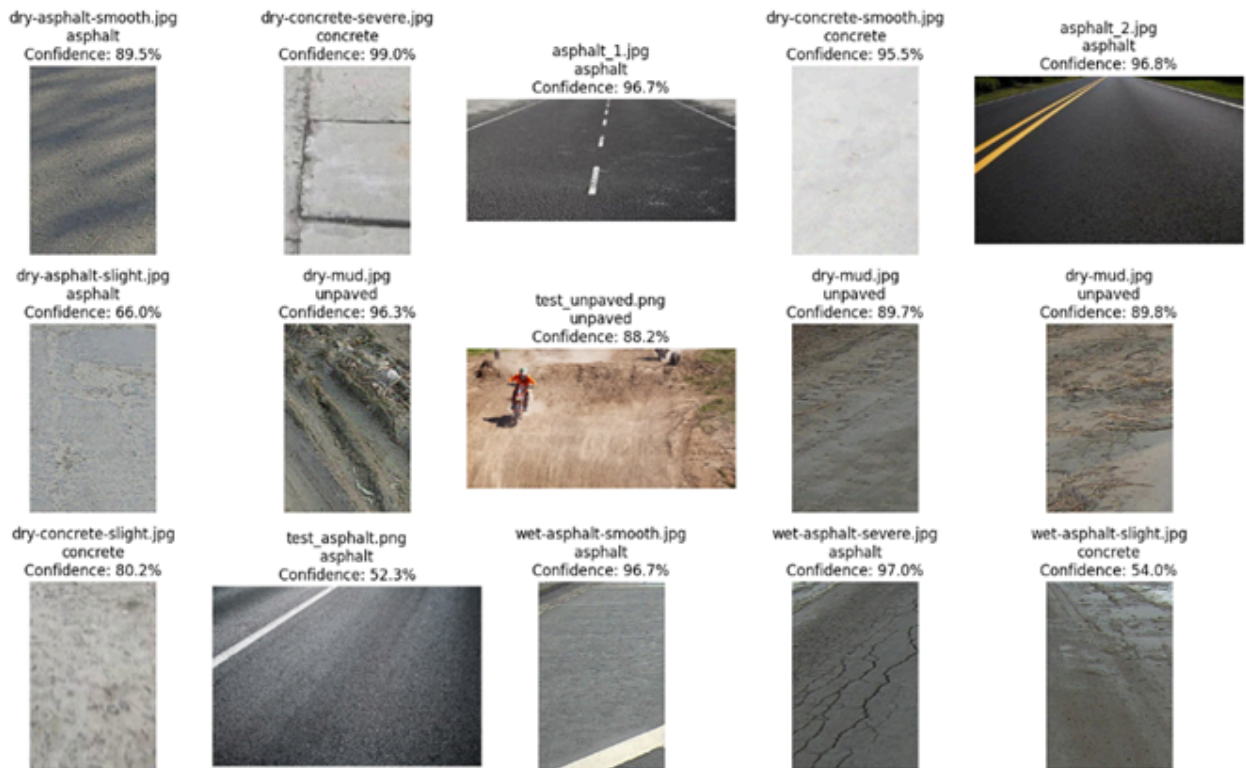 dry-asphalt-smooth.jpg
asphalt
Confidence: 89.5%
dry-concrete-severe.jpg
concrete
Confidence: 99.0%
asphalt_1.jpg
asphalt
Confidence: 96.7%
dry-concrete-smooth.jpg
concrete
Confidence: 95.5%
asphalt_2.jpg
asphalt
Confidence: 96.8%
dry-asphalt-slight.jpg
asphalt
Confidence: 66.0%
dry-mud.jpg
unpaved
Confidence: 96.3%
test_unpaved.png
unpaved
Confidence: 88.2%
dry-mud.jpg
unpaved
Confidence: 89.7%
dry-mud.jpg
unpaved
Confidence: 89.8%
dry-concrete-slight.jpg
concrete
Confidence: 80.2%
test_asphalt.png
asphalt
Confidence: 52.3%
wet-asphalt-smooth.jpg
asphalt
Confidence: 96.7%
wet-asphalt-severe.jpg
asphalt
Confidence: 97.0%
wet-asphalt-slight.jpg
concrete
Confidence: 54.0%